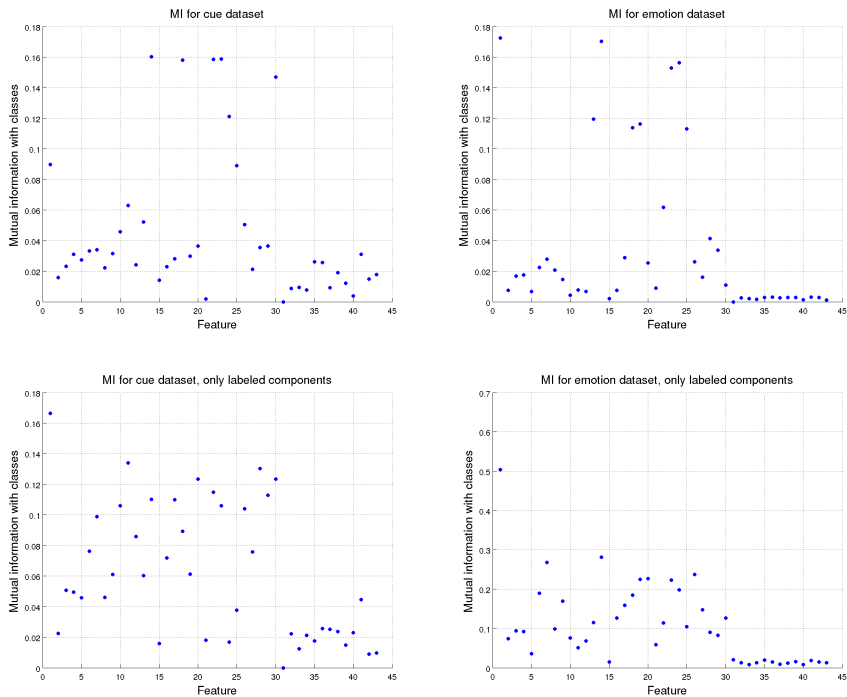 MI for cue dataset
Mutual information with classes
0.18
0.16
0.14
0.12
0.1
0.08
0.06
0.04
0.02
0
0 5 10 15 20 25 30 35 40 45
Feature
MI for emotion dataset
Mutual information with classes
0.18
0.16
0.14
0.12
0.1
0.08
0.06
0.04
0.02
0
0 5 10 15 20 25 30 35 40 45
Feature
MI for cue dataset, only labeled components
Mutual information with classes
0.18
0.16
0.14
0.12
0.1
0.08
0.06
0.04
0.02
0
0 5 10 15 20 25 30 35 40 45
Feature
MI for emotion dataset, only labeled components
Mutual information with classes
0.7
0.6
0.5
0.4
0.3
0.2
0.1
0
0 5 10 15 20 25 30 35 40 45
Feature